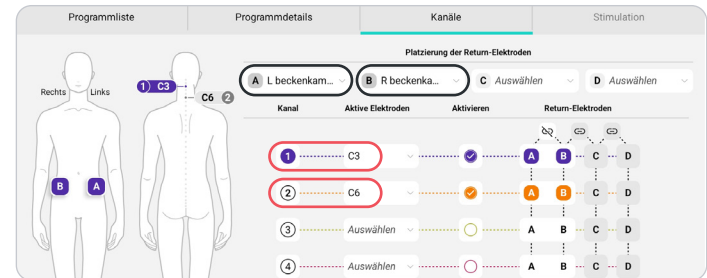 Programmliste Programmdetails Kanäle Stimulation
Platzierung der Return-Elektroden
A L beckenkam... B R beckenka... C Auswählen D Auswählen
Rechts Links
1 C3
C6 2
Kanal Aktive Elektroden Aktivieren Return-Elektroden
1 C3 A B C D
2 C6 A B C D
3 Auswählen A B C D
4 Auswählen A B C D
B A